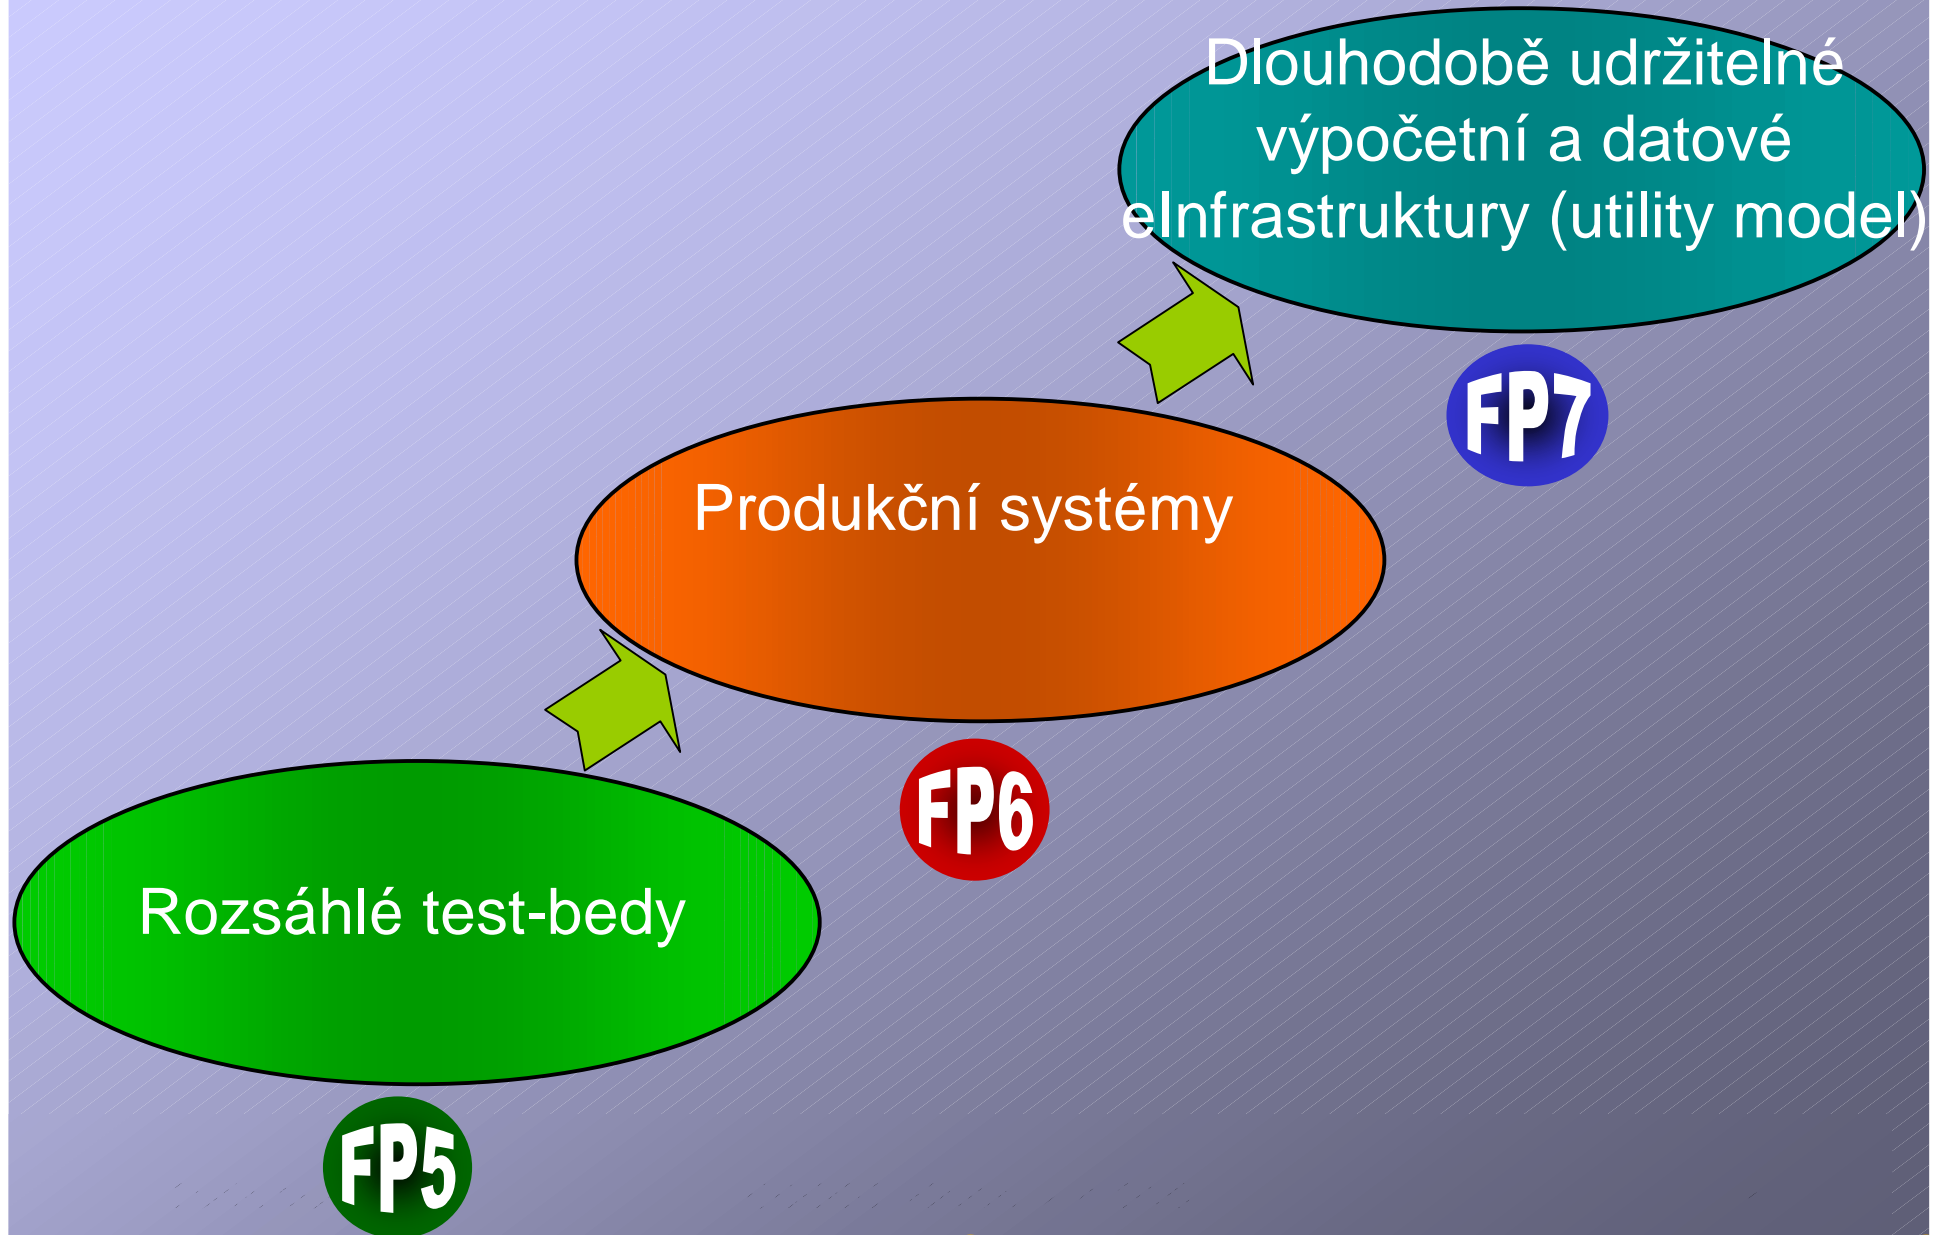 Dlouhodobě udržitelné
výpočetní a datové
eInfrastruktury (utility model)
FP7
Produkční systémy
FP6
Rozsáhlé test-bedy
FP5